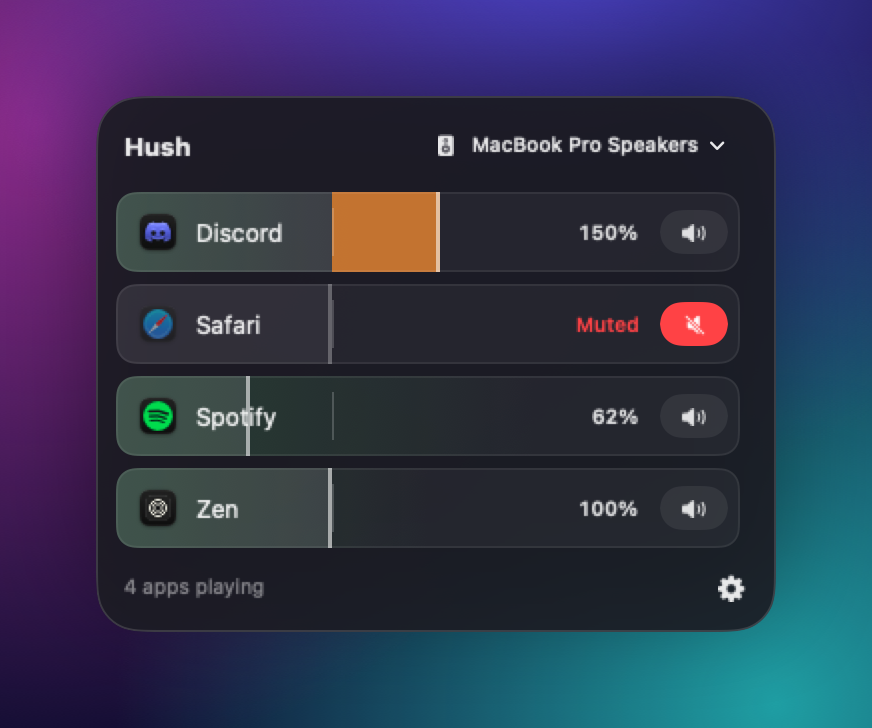 Hush
MacBook Pro Speakers
Discord
150%
Safari
Muted
Spotify
62%
Zen
100%
4 apps playing